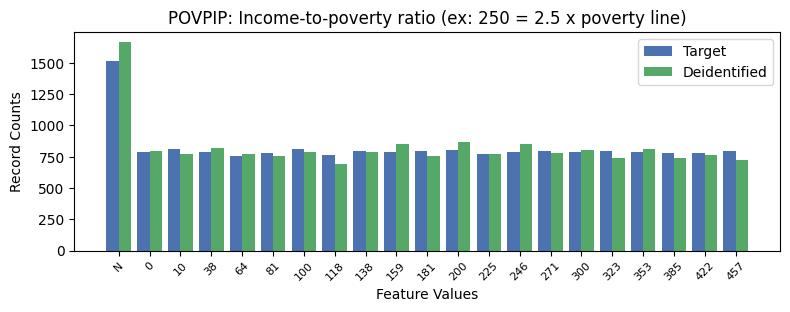 POVPIP: Income-to-poverty ratio (ex: 250 = 2.5 x poverty line)
Target
Deidentified
Record Counts
1500
1250
1000
750
500
250
0
N 0 10 38 64 81 100 118 138 159 181 200 225 246 271 300 323 353 385 422 457
Feature Values